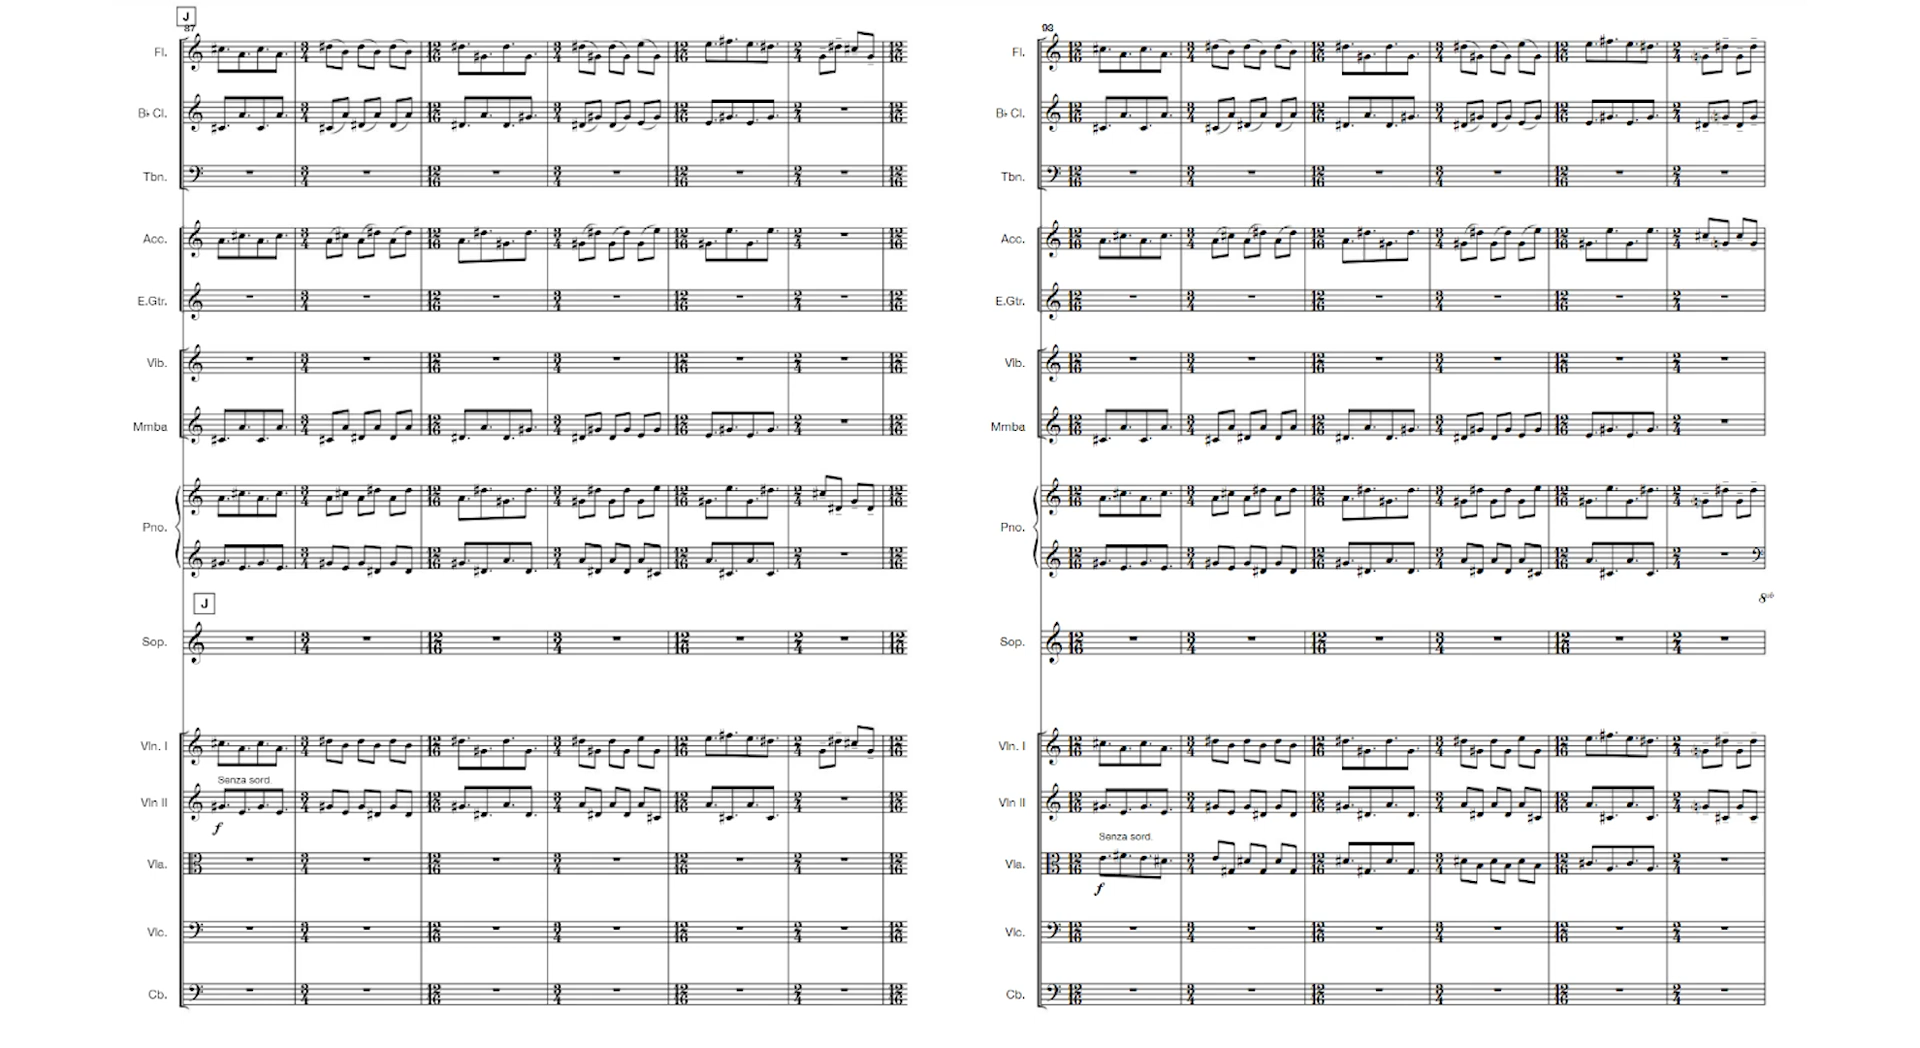 J
87
Fl.
B♭ Cl.
Tbn.
Acc.
E.Gtr.
Vib.
Mmba
Pno.
J
Sop.
Vln. I
Senza sord.
Vln II
f
Vla.
Vlc.
Cb.
93
Fl.
B♭ Cl.
Tbn.
Acc.
E.Gtr.
Vib.
Mmba
Pno.
8vb
Sop.
Vln. I
Vln II
Senza sord.
Vla.
f
Vlc.
Cb.